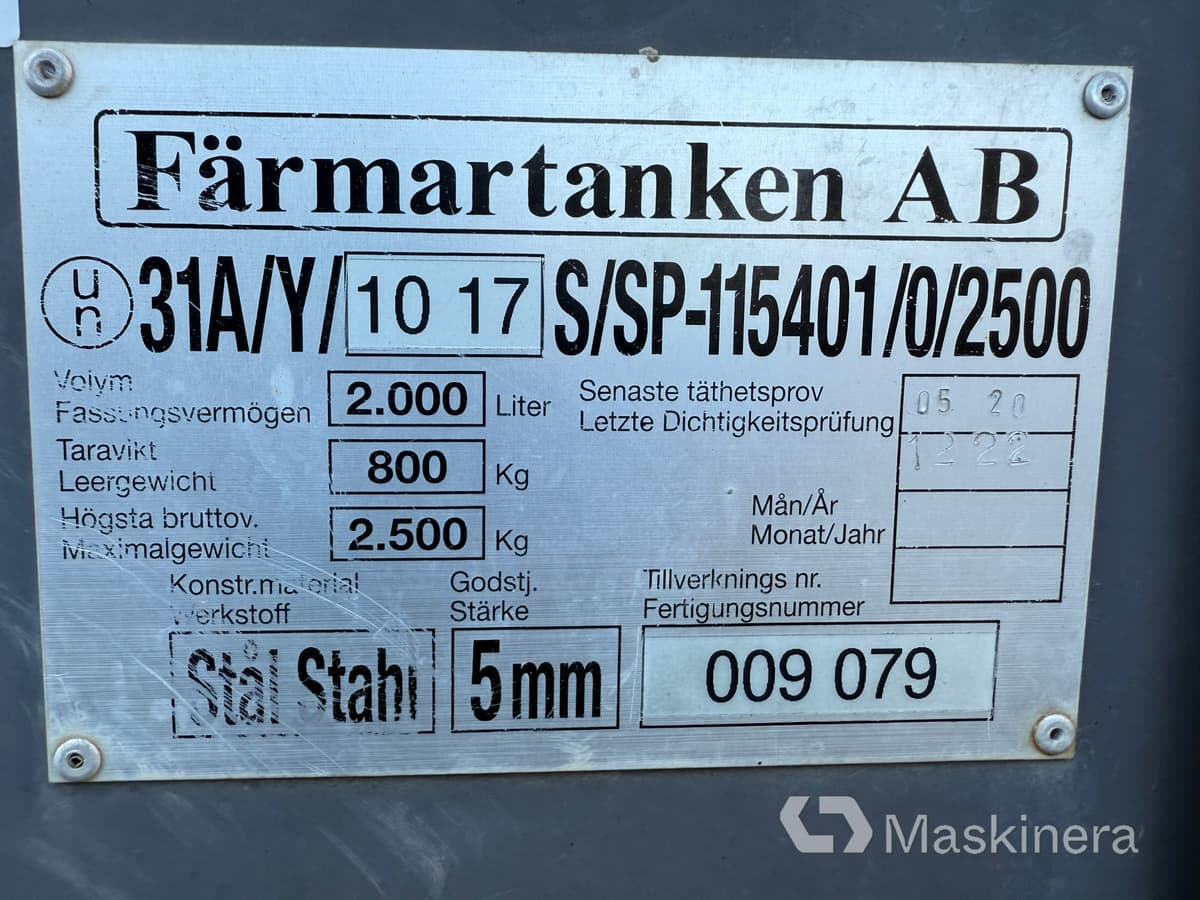 Färmartanken AB
un 31A/Y/ 10 17 S/SP-115401/0/2500
Volym
Fassungsvermögen 2.000 Liter
Taravikt
Leergewicht 800 Kg
Högsta bruttov.
Maximalgewicht 2.500 Kg
Senaste täthetsprov
Letzte Dichtigkeitsprüfung
05 20
12 22
Mån/År
Monat/Jahr
Konstr.material
Werkstoff
Stål Stahl
Godstj.
Stärke
5mm
Tillverknings nr.
Fertigungsnummer
009 079
Maskinera